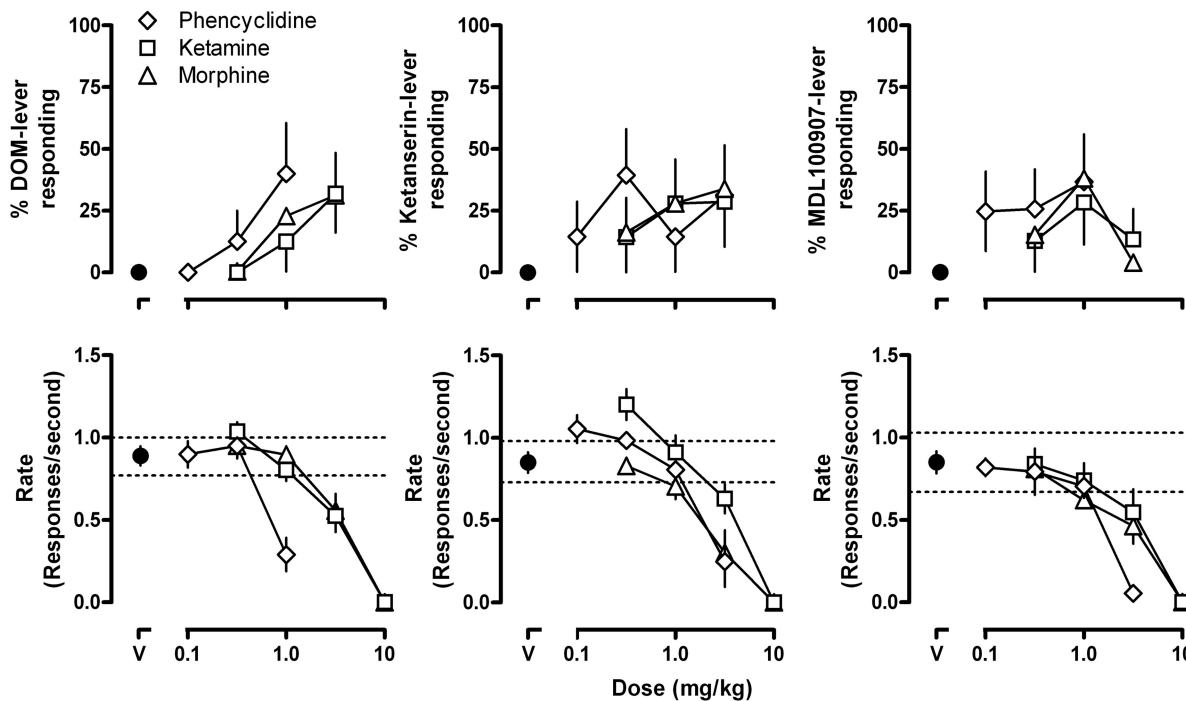 Phencyclidine
Ketamine
Morphine
% DOM-lever
responding
100
75
50
25
0
% Ketanserin-lever
responding
100
75
50
25
0
% MDL100907-lever
responding
100
75
50
25
0
Rate
(Responses/second)
1.5
1.0
0.5
0.0
V
0.1
1.0
10
Rate
(Responses/second)
1.5
1.0
0.5
0.0
V
0.1
1.0
10
Rate
(Responses/second)
1.5
1.0
0.5
0.0
V
0.1
1.0
10
Dose (mg/kg)